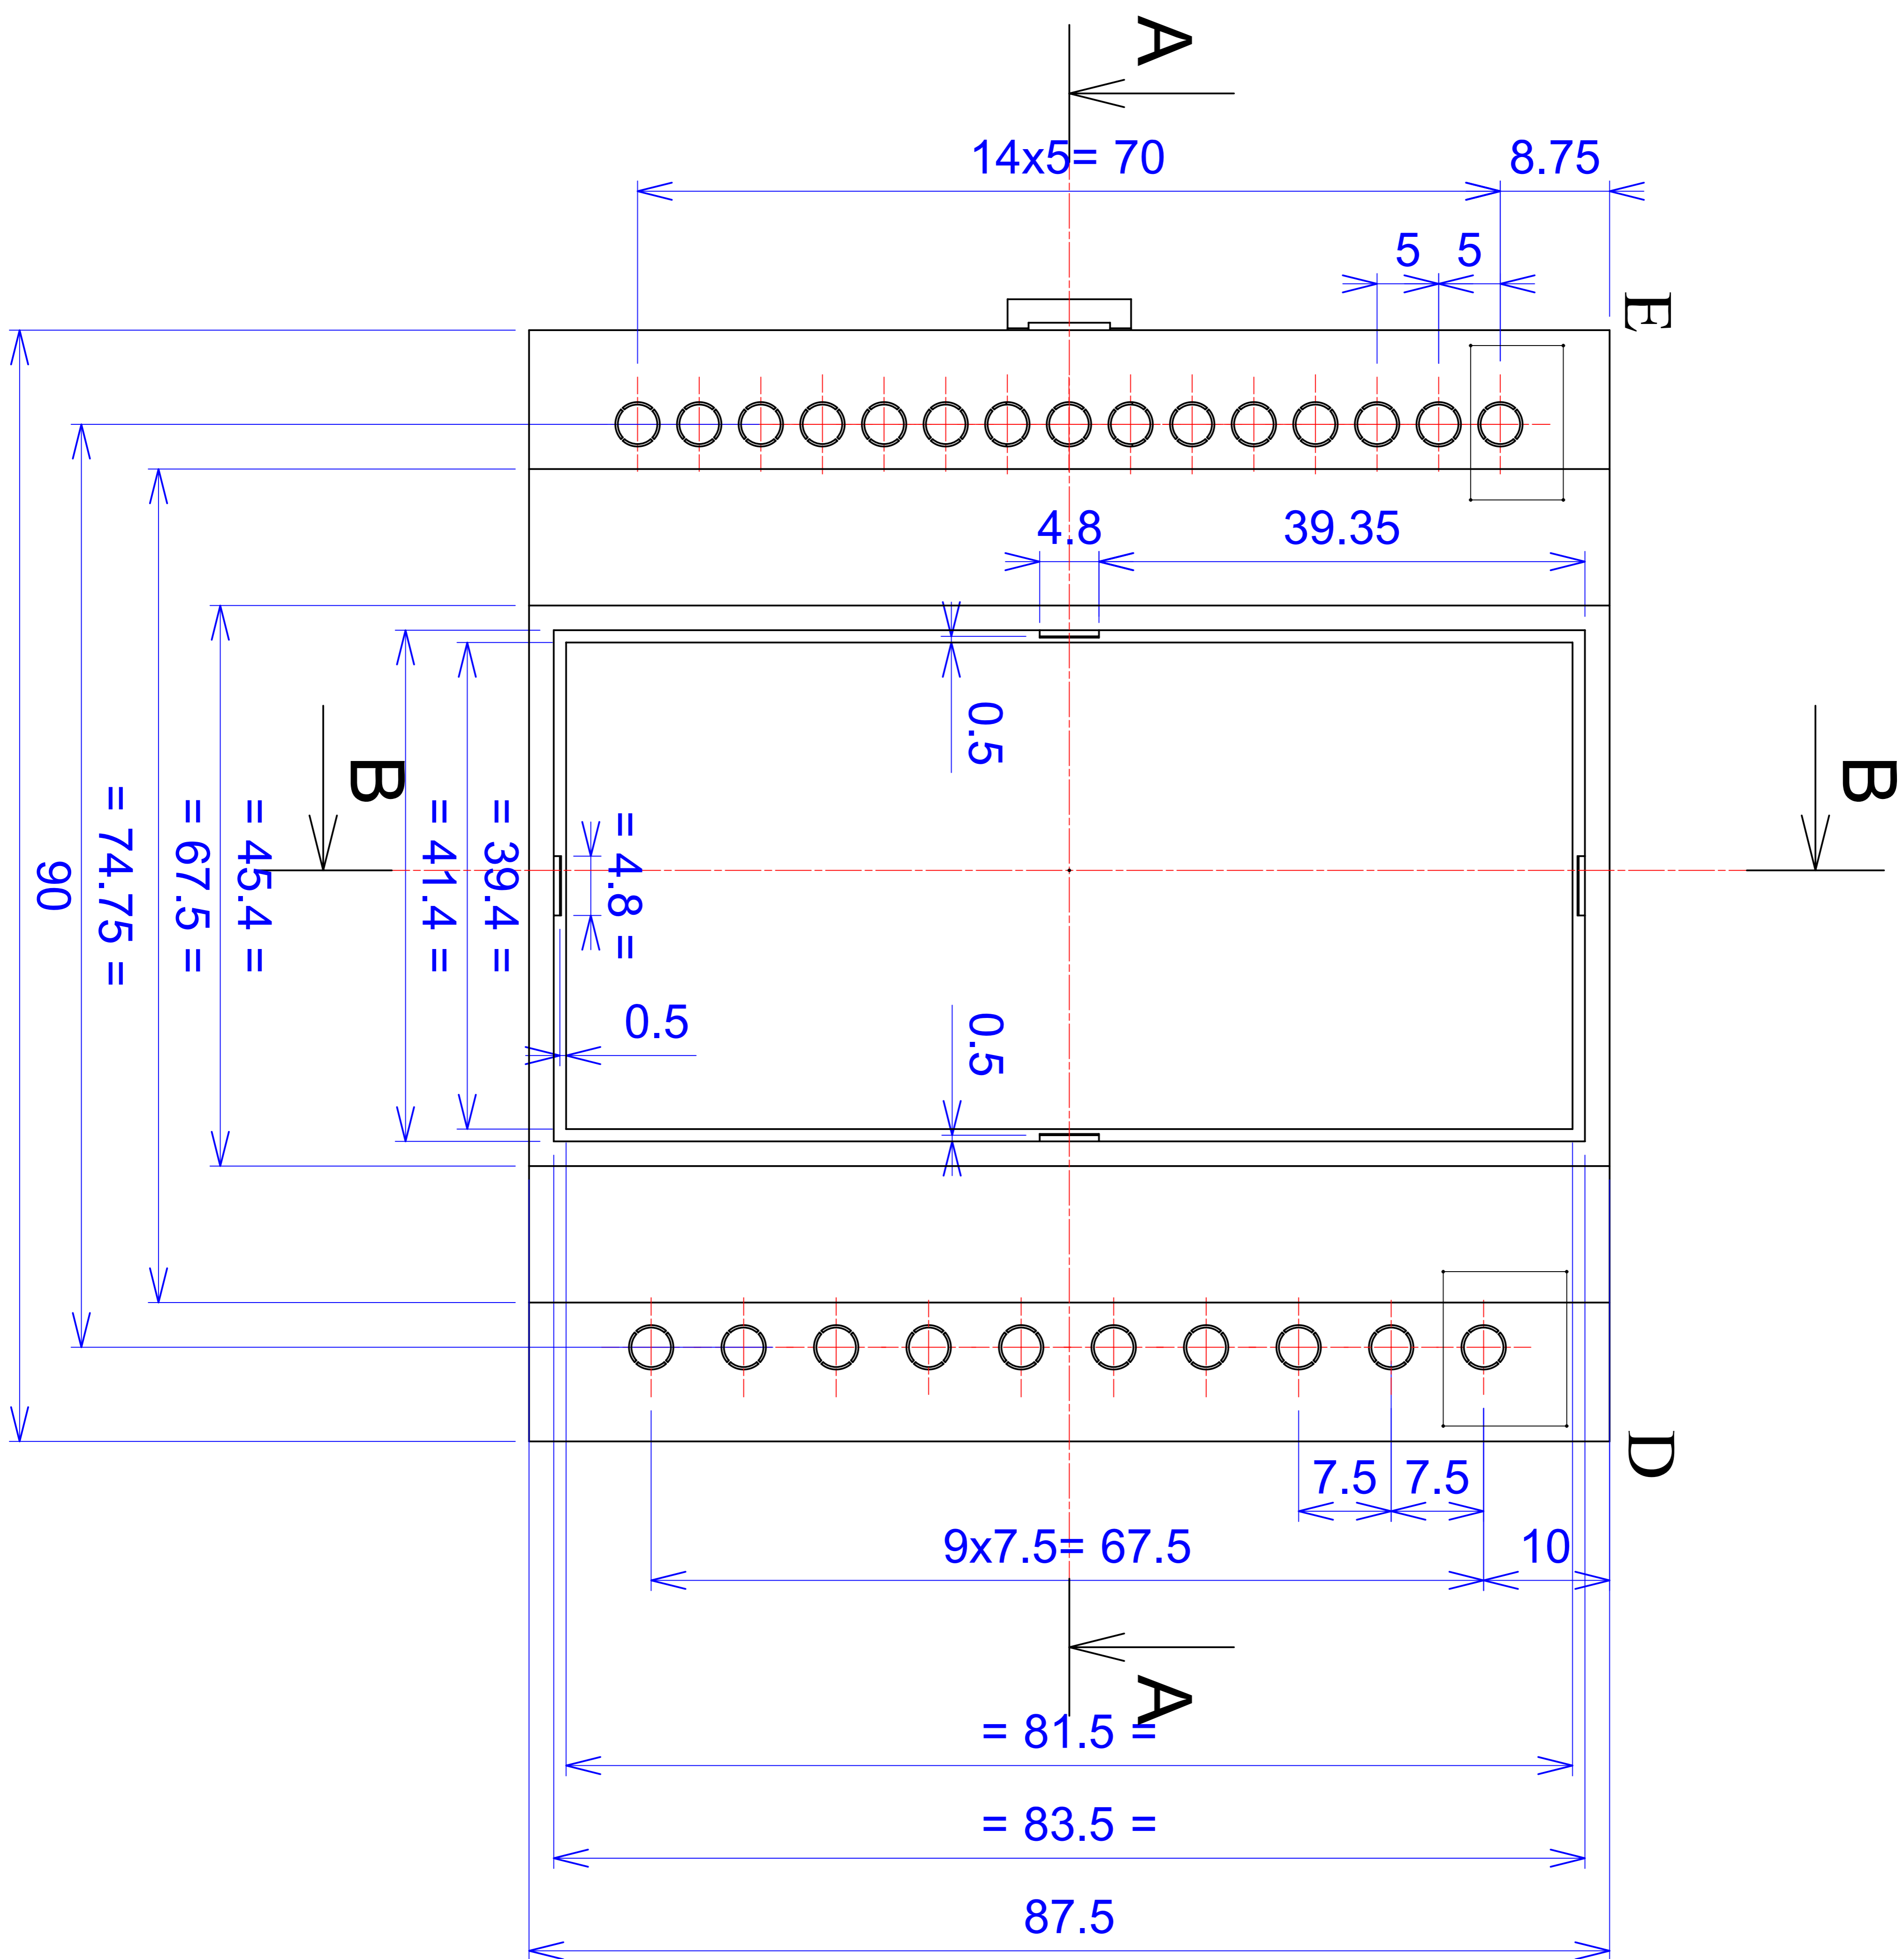 A
14x5= 70
8.75
5
5
E
4.8
39.35
0.5
B
B
= 4.8 =
= 39.4 =
= 41.4 =
= 45.4 =
= 67.5 =
= 74.75 =
90
0.5
0.5
D
7.5
7.5
9x7.5= 67.5
10
A
= 81.5 =
= 83.5 =
87.5